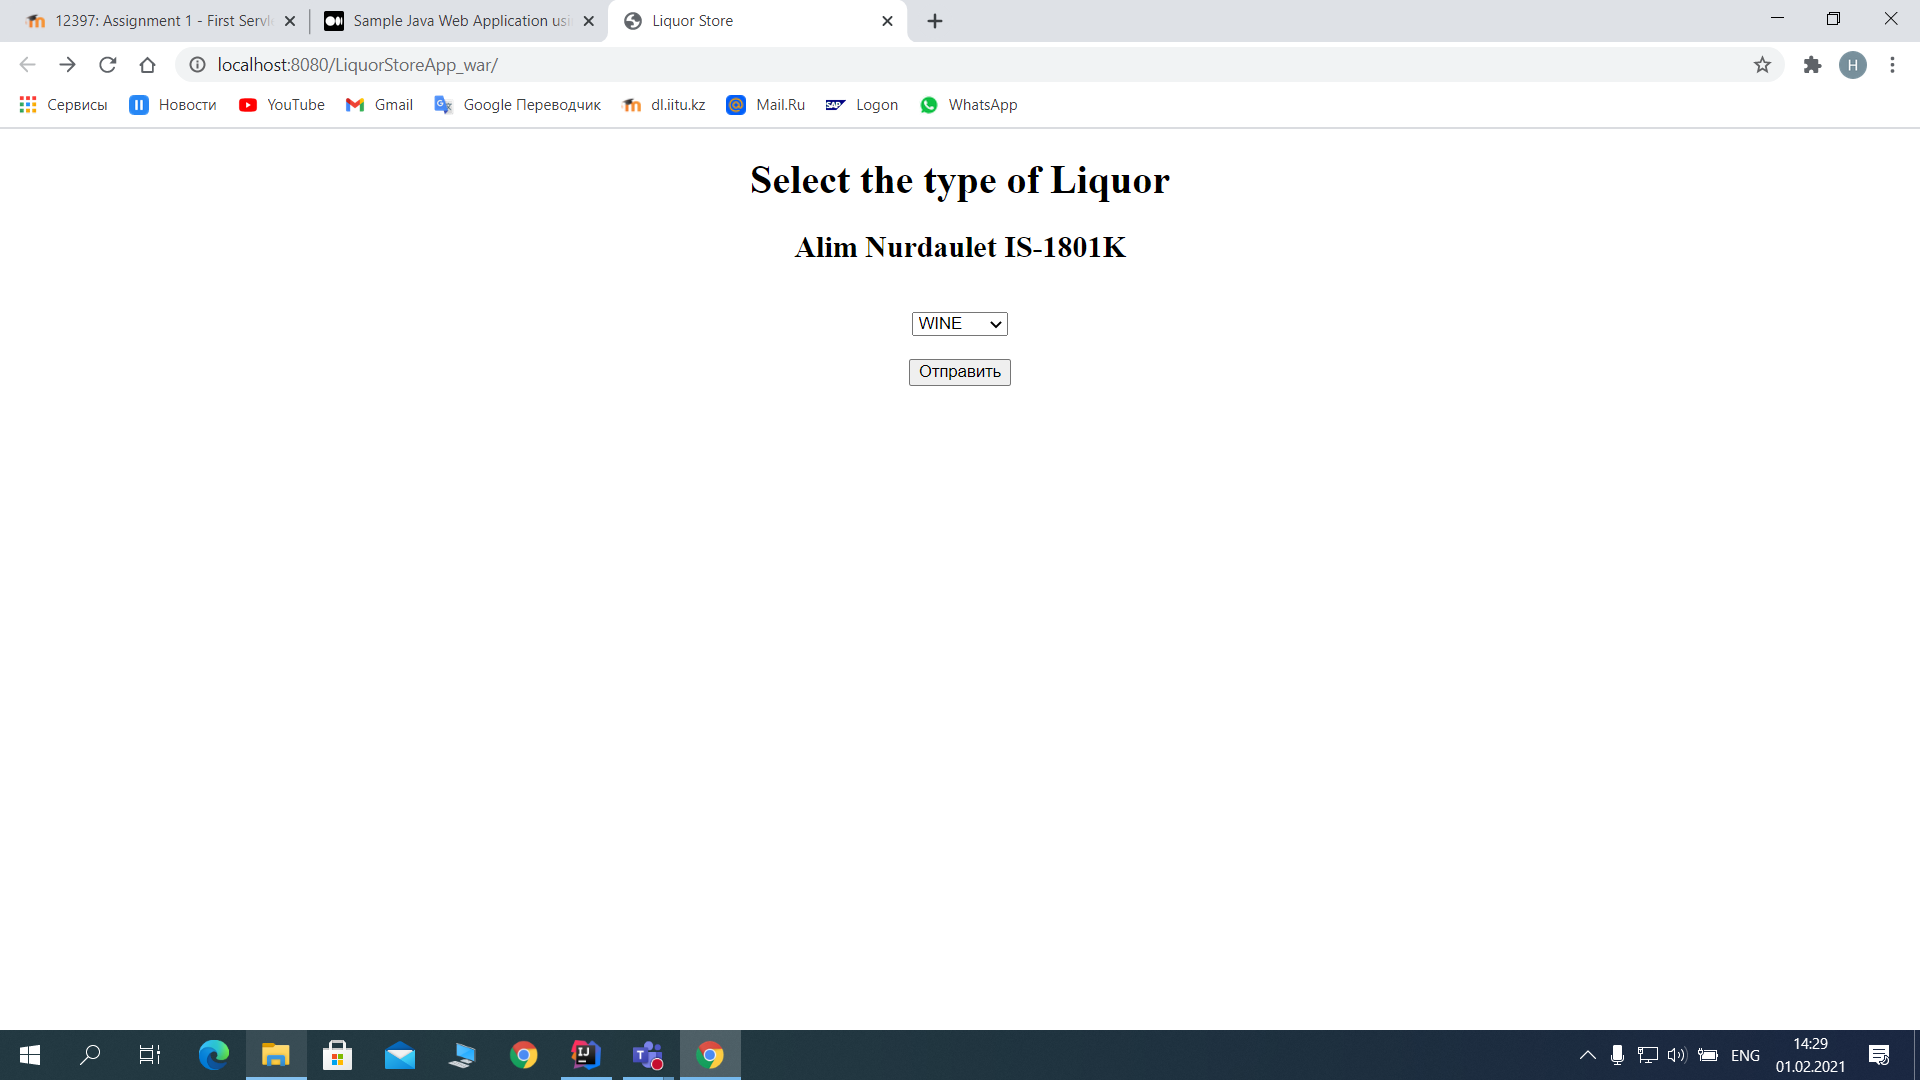 12397: Assignment 1 - First Servl
Sample Java Web Application usi
Liquor Store
localhost:8080/LiquorStoreApp_war/
H
Сервисы
Новости
YouTube
Gmail
Google Переводчик
dl.iitu.kz
Mail.Ru
SAP
Logon
WhatsApp
Select the type of Liquor
Alim Nurdaulet IS-1801K
WINE
Отправить
ENG
14:29
01.02.2021